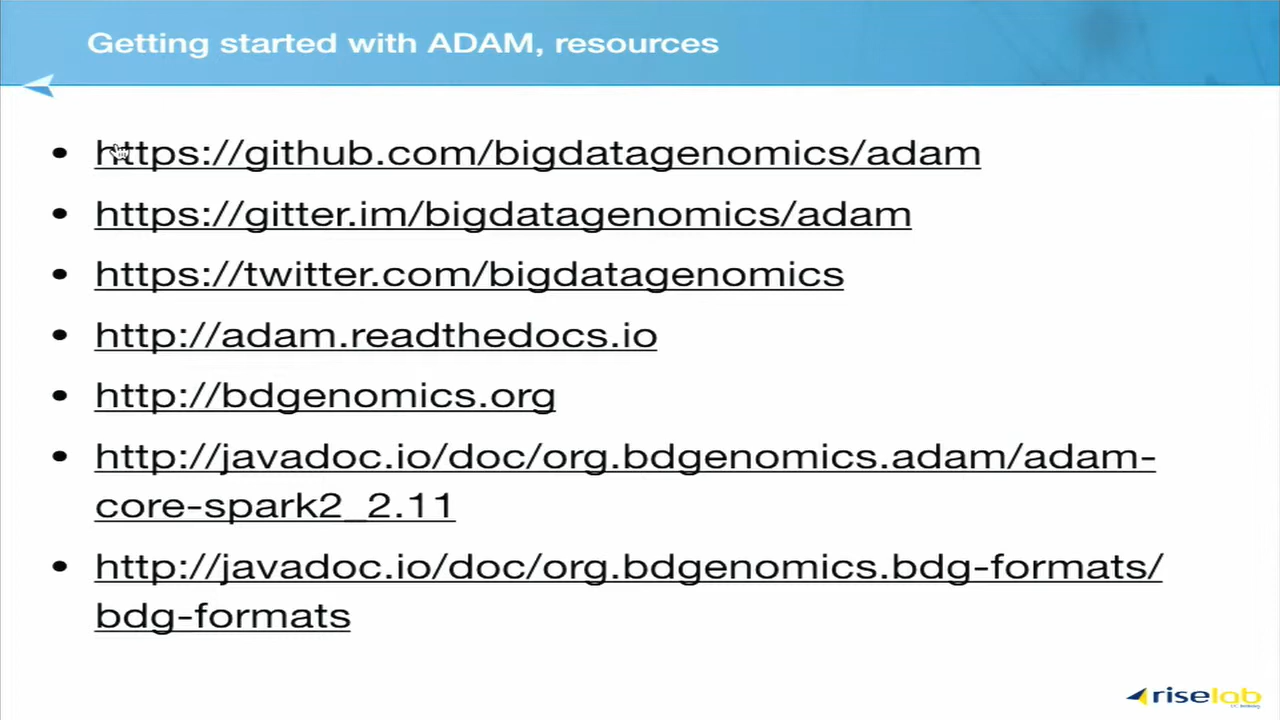 Getting started with ADAM, resources
• https://github.com/bigdatagenomics/adam
• https://gitter.im/bigdatagenomics/adam
• https://twitter.com/bigdatagenomics
• http://adam.readthedocs.io
• http://bdgenomics.org
• http://javadoc.io/doc/org.bdgenomics.adam/adam-
core-spark2_2.11
• http://javadoc.io/doc/org.bdgenomics.bdg-formats/
bdg-formats
riselab
UC Berkeley